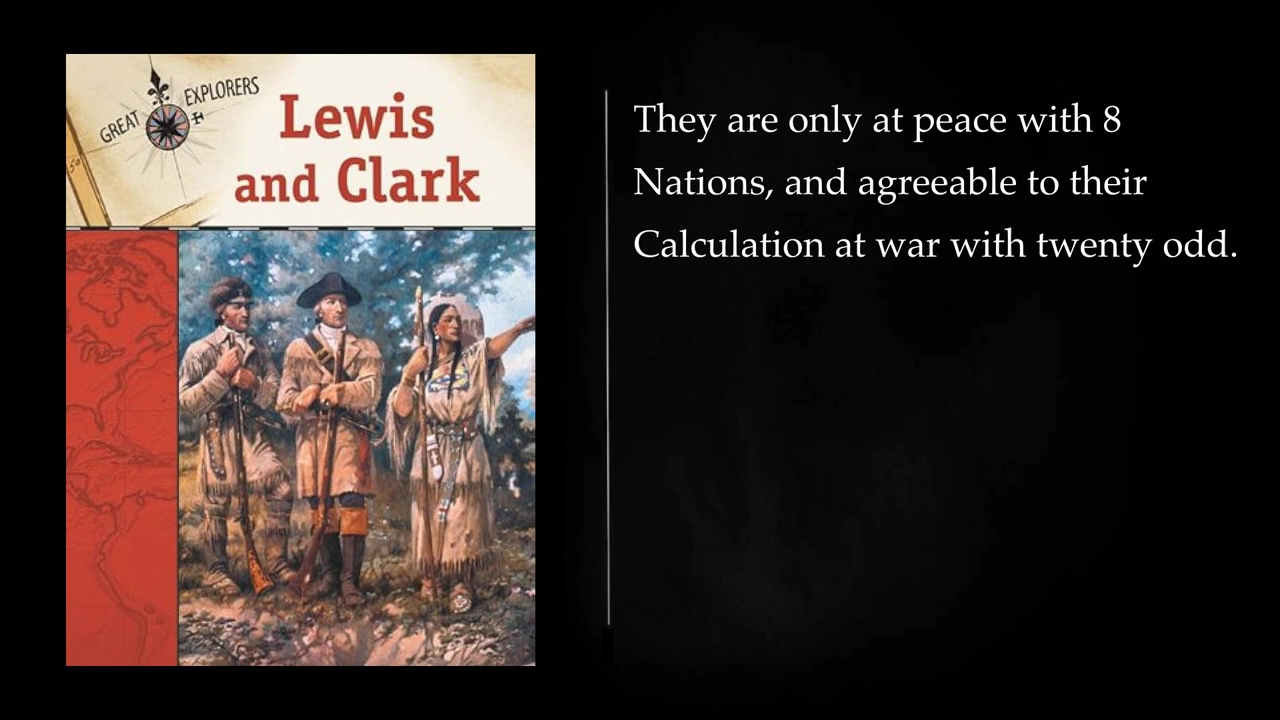 GREAT EXPLORERS
Lewis
and Clark
50
They are only at peace with 8
Nations, and agreeable to their
Calculation at war with twenty odd.